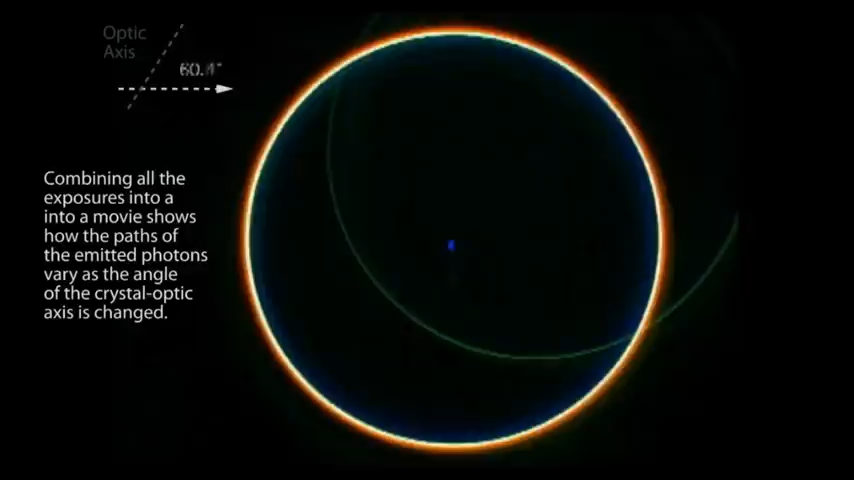 Optic
Axis
Combining all the
exposures into a
into a movie shows
how the paths of
the emitted photons
vary as the angle
of the crystal-optic
axis is changed.